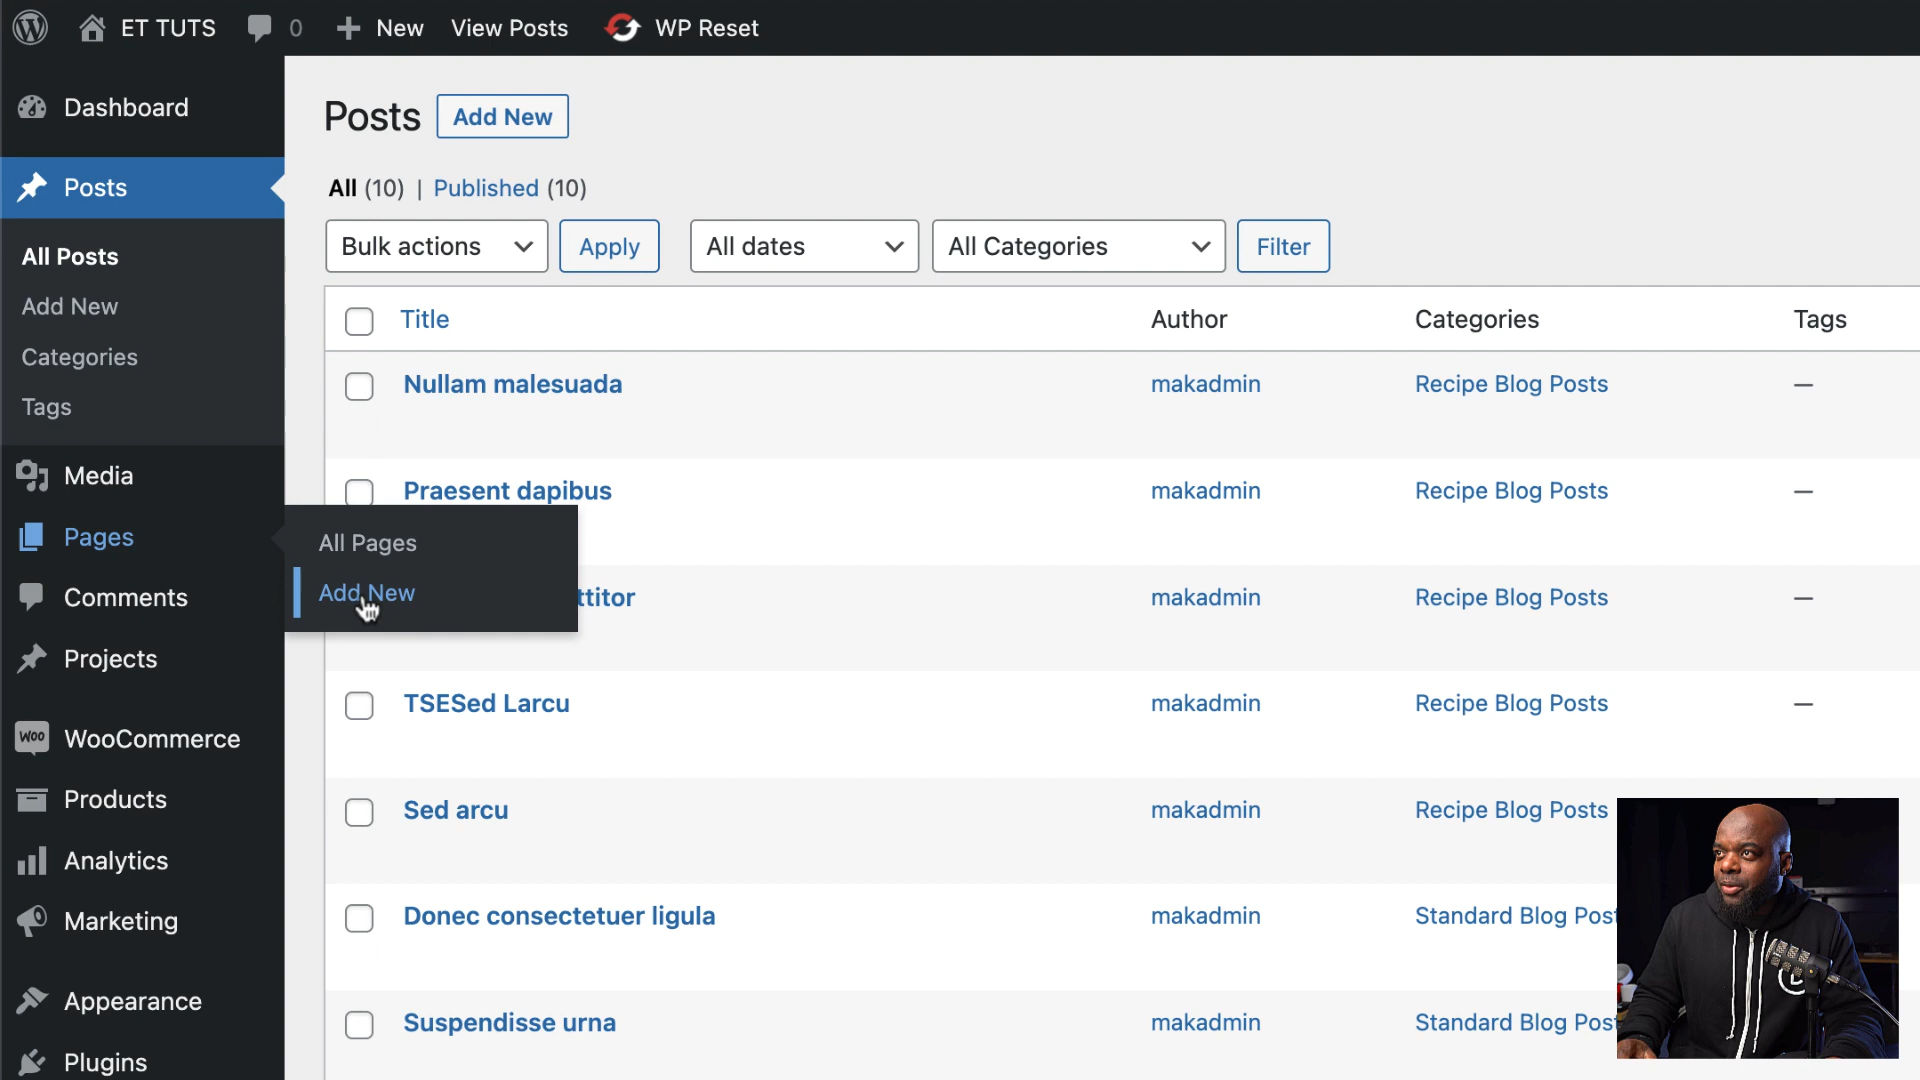 ET TUTS 0 New View Posts WP Reset
Dashboard
Posts
All Posts
Add New
Categories
Tags
Media
Pages
All Pages
Add New
Comments
Projects
WooCommerce
Products
Analytics
Marketing
Appearance
Plugins
Posts Add New
All (10) | Published (10)
Bulk actions Apply All dates All Categories Filter
Title Author Categories Tags
Nullam malesuada makadmin Recipe Blog Posts —
Praesent dapibus makadmin Recipe Blog Posts —
ttitor makadmin Recipe Blog Posts —
TSESed Larcu makadmin Recipe Blog Posts —
Sed arcu makadmin Recipe Blog Posts
Donec consectetuer ligula makadmin Standard Blog Post
Suspendisse urna makadmin Standard Blog Post